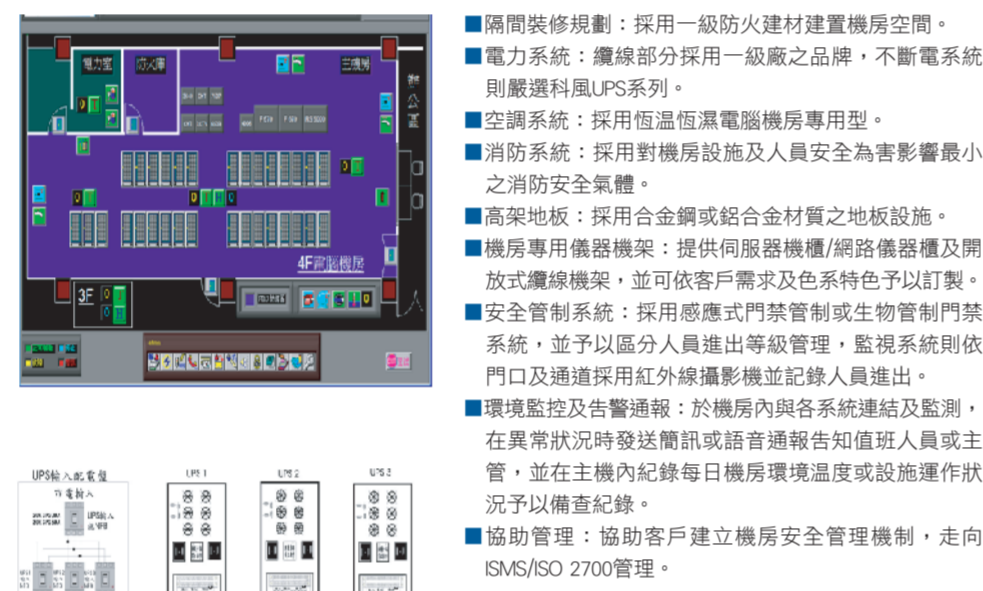 電力室
防火庫
主機房
辦
公
區
4F電腦機房
3F
UPS輸入配電盤
市電輸入
UPS輸入
UPS 1
UPS 2
UPS 3
■隔間裝修規劃：採用一級防火建材建置機房空間。
■電力系統：纜線部分採用一級廠之品牌，不斷電系統
則嚴選科風UPS系列。
■空調系統：採用恆温恆濕電腦機房專用型。
■消防系統：採用對機房設施及人員安全為害影響最小
之消防安全氣體。
■高架地板：採用合金鋼或鋁合金材質之地板設施。
■機房專用儀器機架：提供伺服器機櫃/網路儀器櫃及開
放式纜線機架，並可依客戶需求及色系特色予以訂製。
■安全管制系統：採用感應式門禁管制或生物管制門禁
系統，並予以區分人員進出等級管理，監視系統則依
門口及通道採用紅外線攝影機並記錄人員進出。
■環境監控及告警通報：於機房內與各系統連結及監測，
在異常狀況時發送簡訊或語音通報告知值班人員或主
管，並在主機內紀錄每日機房環境温度或設施運作狀
況予以備查紀錄。
■協助管理：協助客戶建立機房安全管理機制，走向
ISMS/ISO 2700管理。